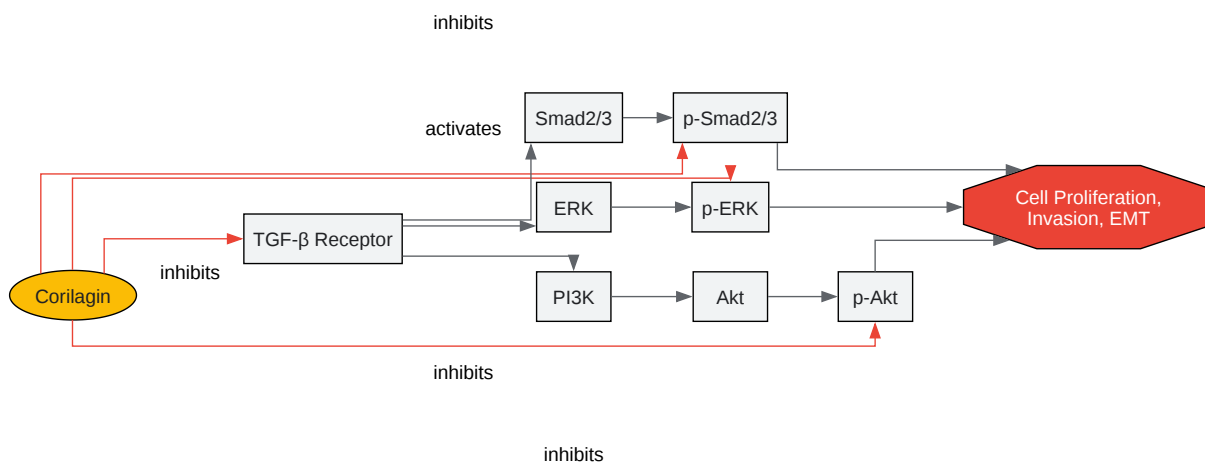 inhibits
Smad2/3
p-Smad2/3
activates
Cell Proliferation,
Invasion, EMT
ERK
p-ERK
TGF-β Receptor
inhibits
Corilagin
PI3K
Akt
p-Akt
inhibits
inhibits